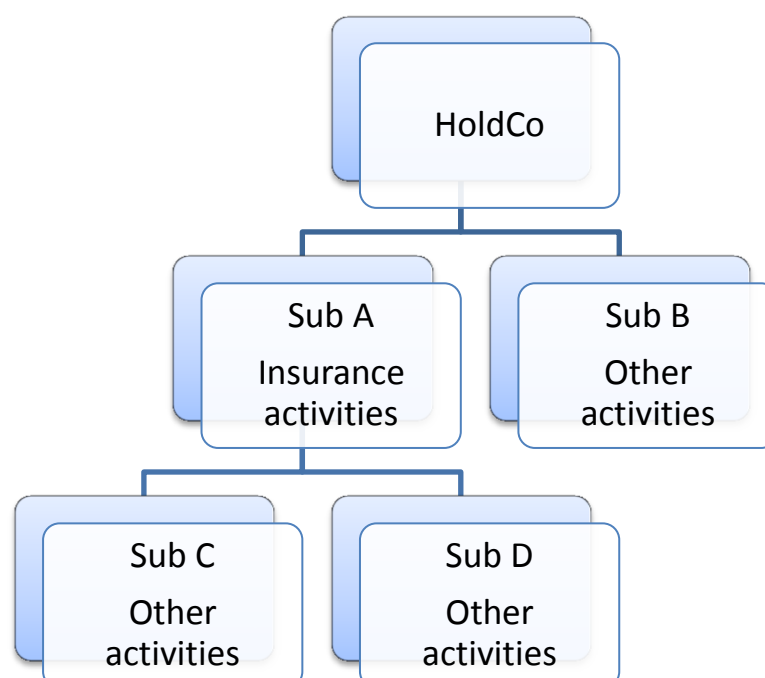 HoldCo
Sub A
Insurance
activities
Sub B
Other
activities
Sub C
Other
activities
Sub D
Other
activities